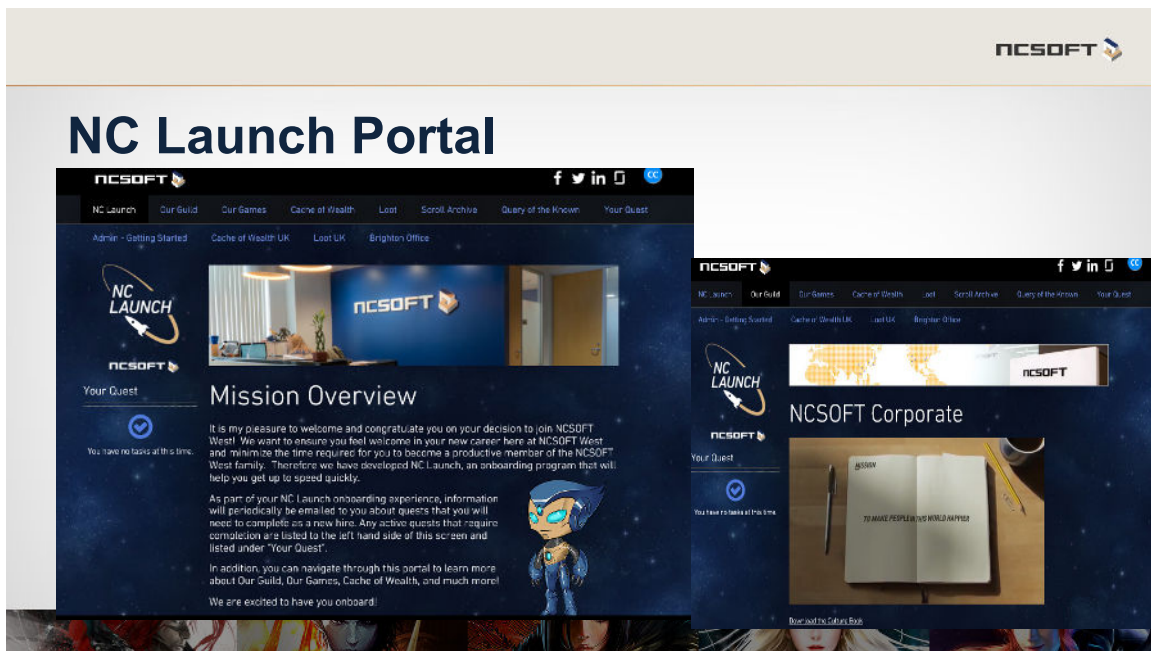 NCSOFT
NC Launch Portal
NCSOFT
cc
NC Launch Our Guild Our Games Cache of Wealth Loot Scroll Archive Query of the Known Your Quest
Admin - Getting Started Cache of Wealth UK Loot UK Brighton Office
NC
LAUNCH
NCSOFT
NCSOFT
Your Quest
You have no tasks at this time.
Mission Overview
It is my pleasure to welcome and congratulate you on your decision to join NCSOFT
West! We want to ensure you feel welcome in your new career here at NCSOFT West
and minimize the time required for you to become a productive member of the NCSOFT
West family. Therefore we have developed NC Launch, an onboarding program that will
help you get up to speed quickly.
As part of your NC Launch onboarding experience, information
will periodically be emailed to you about quests that you will
need to complete as a new hire. Any active quests that require
completion are listed to the left hand side of this screen and
listed under "Your Quest".
In addition, you can navigate through this portal to learn more
about Our Guild, Our Games, Cache of Wealth, and much more!
We are excited to have you onboard!
NCSOFT
cc
NC Launch Our Guild Our Games Cache of Wealth Loot Scroll Archive Query of the Known Your Quest
Admin - Getting Started Cache of Wealth UK Loot UK Brighton Office
NC
LAUNCH
NCSOFT
NCSOFT
Your Quest
You have no tasks at this time.
NCSOFT Corporate
MISSION
TO MAKE PEOPLE IN THIS WORLD HAPPIER
Download the Culture Book